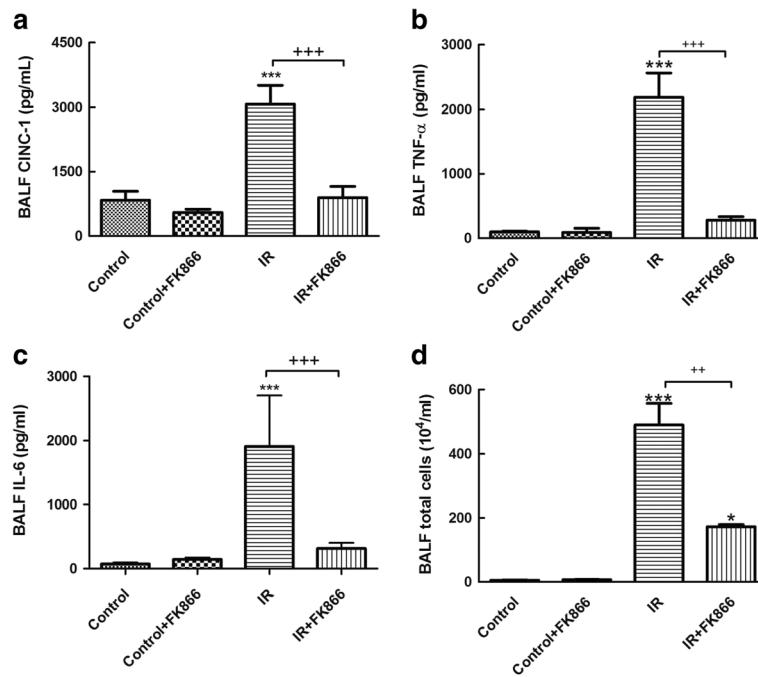 a
BALF CINC-1 (pg/mL)
4500
3000
1500
0
***
+++
Control
Control+FK866
IR
IR+FK866
b
BALF TNF-α (pg/ml)
3000
2000
1000
0
***
+++
Control
Control+FK866
IR
IR+FK866
c
BALF IL-6 (pg/ml)
3000
2000
1000
0
***
+++
Control
Control+FK866
IR
IR+FK866
d
BALF total cells (10⁴/ml)
600
400
200
0
***
++
*
Control
Control+FK866
IR
IR+FK866